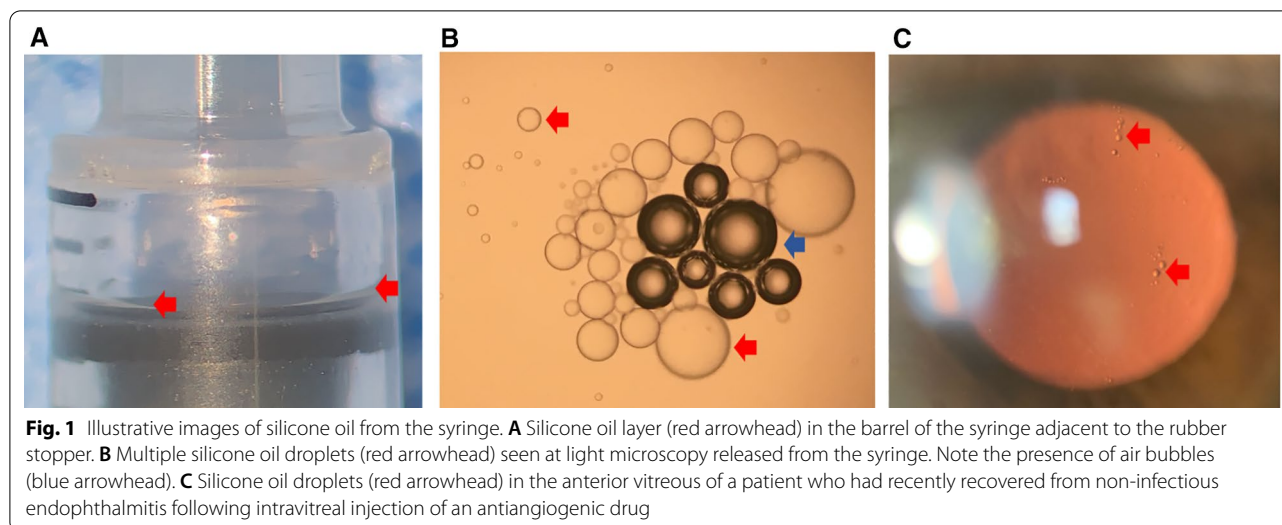 A
B
C
Fig. 1 Illustrative images of silicone oil from the syringe. A Silicone oil layer (red arrowhead) in the barrel of the syringe adjacent to the rubber
stopper. B Multiple silicone oil droplets (red arrowhead) seen at light microscopy released from the syringe. Note the presence of air bubbles
(blue arrowhead). C Silicone oil droplets (red arrowhead) in the anterior vitreous of a patient who had recently recovered from non-infectious
endophthalmitis following intravitreal injection of an antiangiogenic drug